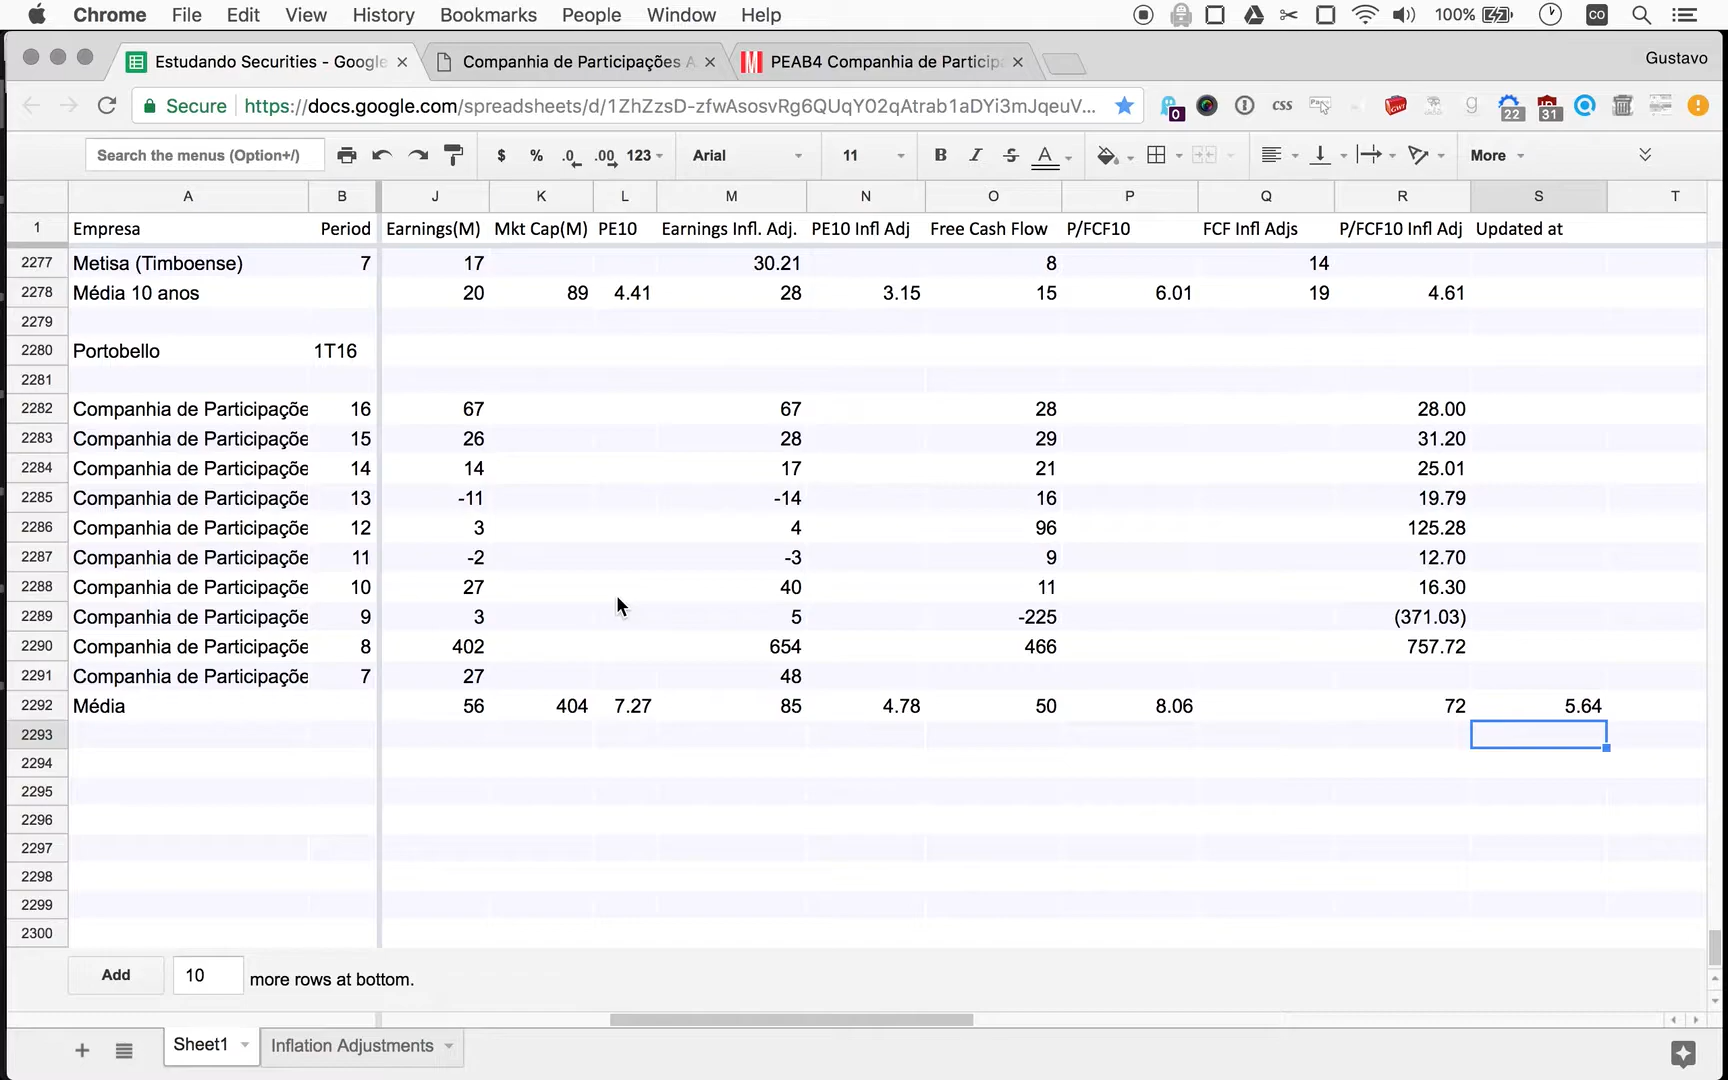 Chrome File Edit View History Bookmarks People Window Help 100% CO
Estudando Securities - Google Companhia de Participações A PEAB4 Companhia de Particip Gustavo
Secure https://docs.google.com/spreadsheets/d/1ZhZzsD-zfwAsosvRg6QUqY02qAtrab1aDYi3mJqeuV... 0 css 22 31
Search the menus (Option+/) $ % .0 .00 123 Arial 11 B I S A More
A B J K L M N O P Q R S T
1 Empresa Period Earnings(M) Mkt Cap(M) PE10 Earnings Infl. Adj. PE10 Infl Adj Free Cash Flow P/FCF10 FCF Infl Adjs P/FCF10 Infl Adj Updated at
2277 Metisa (Timboense) 7 17 30.21 8 14
2278 Média 10 anos 20 89 4.41 28 3.15 15 6.01 19 4.61
2279
2280 Portobello 1T16
2281
2282 Companhia de Participaçõe 16 67 67 28 28.00
2283 Companhia de Participaçõe 15 26 28 29 31.20
2284 Companhia de Participaçõe 14 14 17 21 25.01
2285 Companhia de Participaçõe 13 -11 -14 16 19.79
2286 Companhia de Participaçõe 12 3 4 96 125.28
2287 Companhia de Participaçõe 11 -2 -3 9 12.70
2288 Companhia de Participaçõe 10 27 40 11 16.30
2289 Companhia de Participaçõe 9 3 5 -225 (371.03)
2290 Companhia de Participaçõe 8 402 654 466 757.72
2291 Companhia de Participaçõe 7 27 48
2292 Média 56 404 7.27 85 4.78 50 8.06 72 5.64
2293
2294
2295
2296
2297
2298
2299
2300
Add 10 more rows at bottom.
Sheet1 Inflation Adjustments